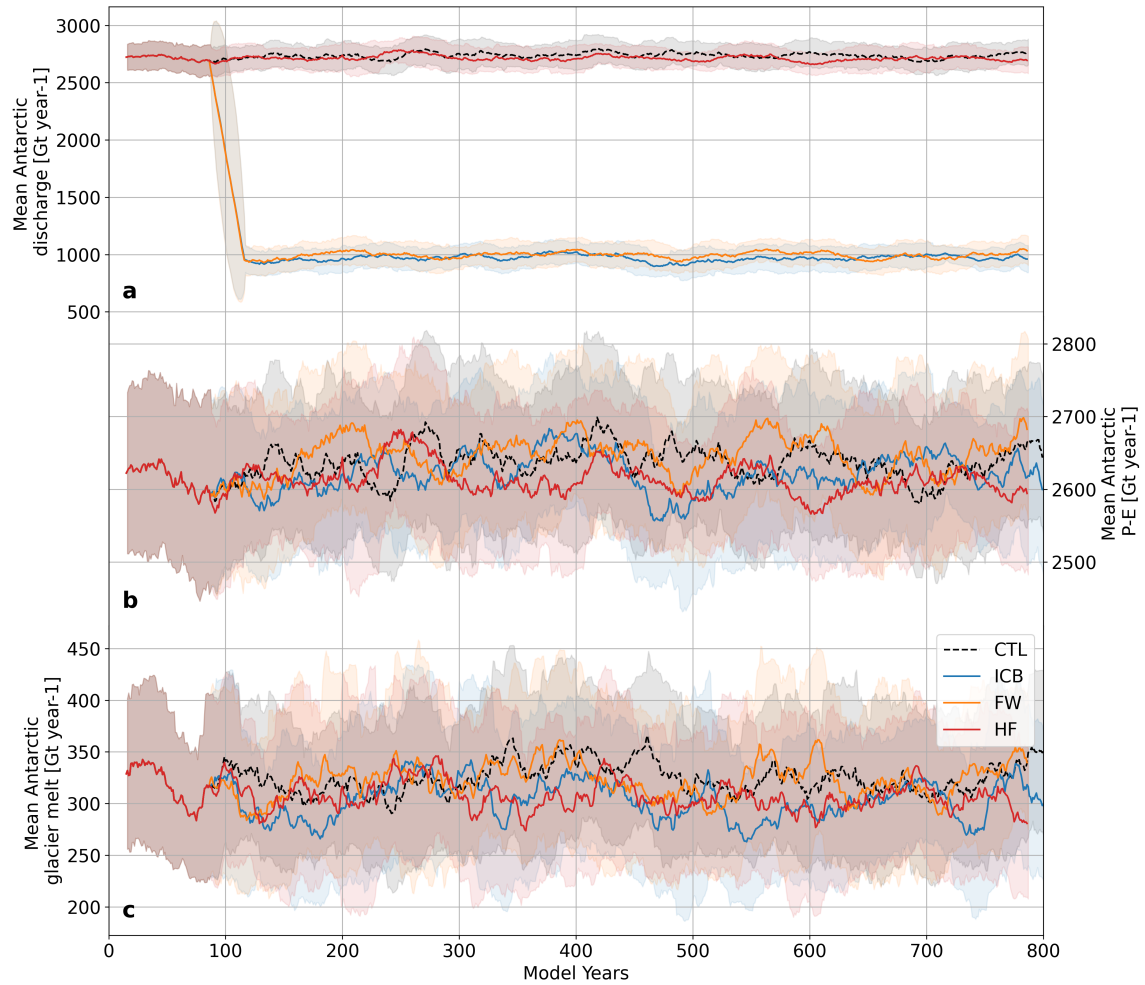 3000
2500
2000
1500
1000
500
Mean Antarctic
discharge [Gt year-1]
a
2800
2700
2600
2500
Mean Antarctic
P-E [Gt year-1]
b
450
400
350
300
250
200
Mean Antarctic
glacier melt [Gt year-1]
CTL
ICB
FW
HF
c
0
100
200
300
400
500
600
700
800
Model Years